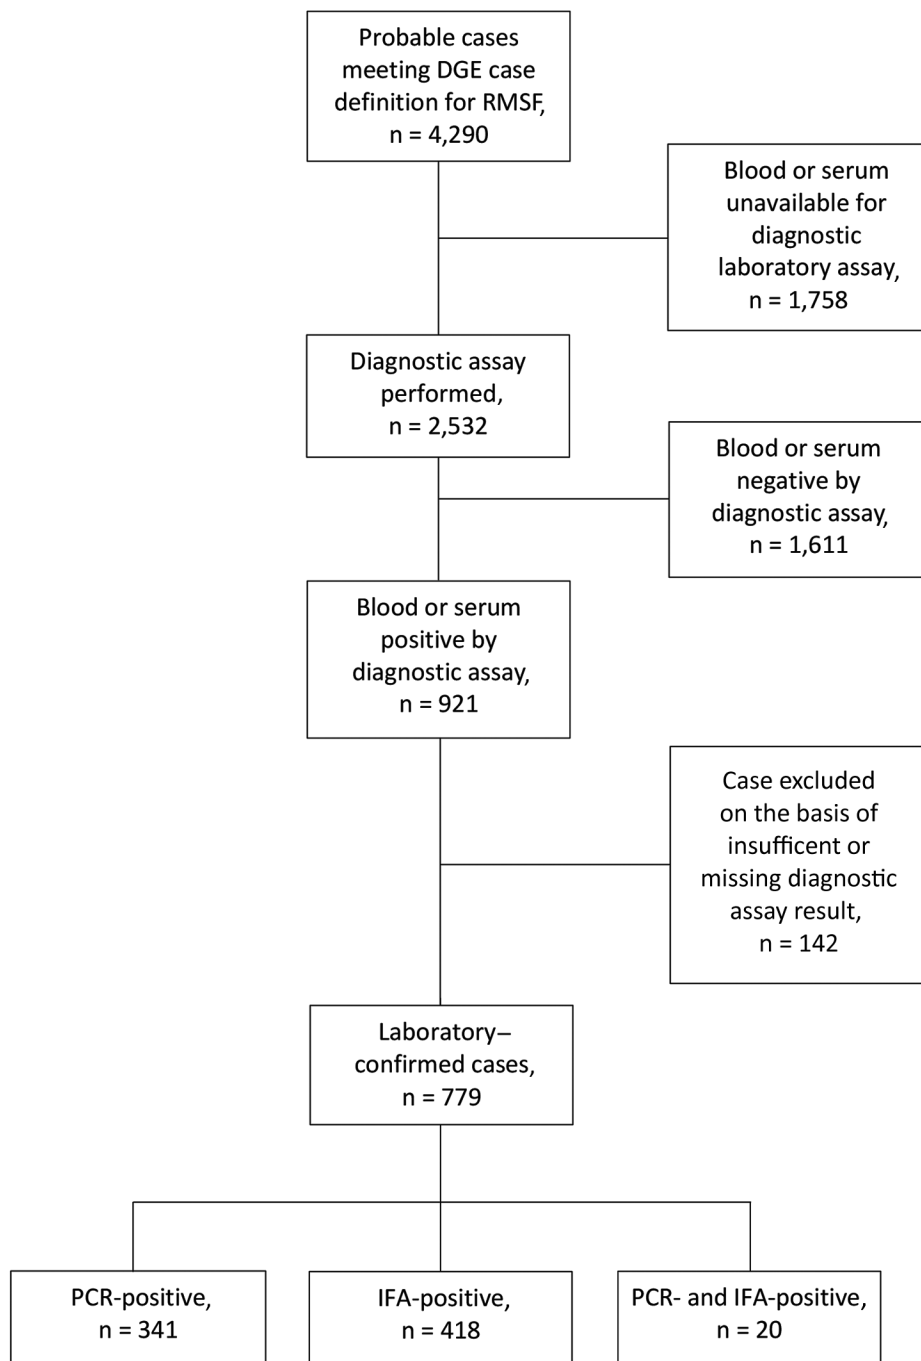 Probable cases
meeting DGE case
definition for RMSF,
n = 4,290
Blood or serum
unavailable for
diagnostic
laboratory assay,
n = 1,758
Diagnostic assay
performed,
n = 2,532
Blood or serum
negative by
diagnostic assay,
n = 1,611
Blood or serum
positive by
diagnostic assay,
n = 921
Case excluded
on the basis of
insufficent or
missing diagnostic
assay result,
n = 142
Laboratory–
confirmed cases,
n = 779
PCR-positive,
n = 341
IFA-positive,
n = 418
PCR- and IFA-positive,
n = 20